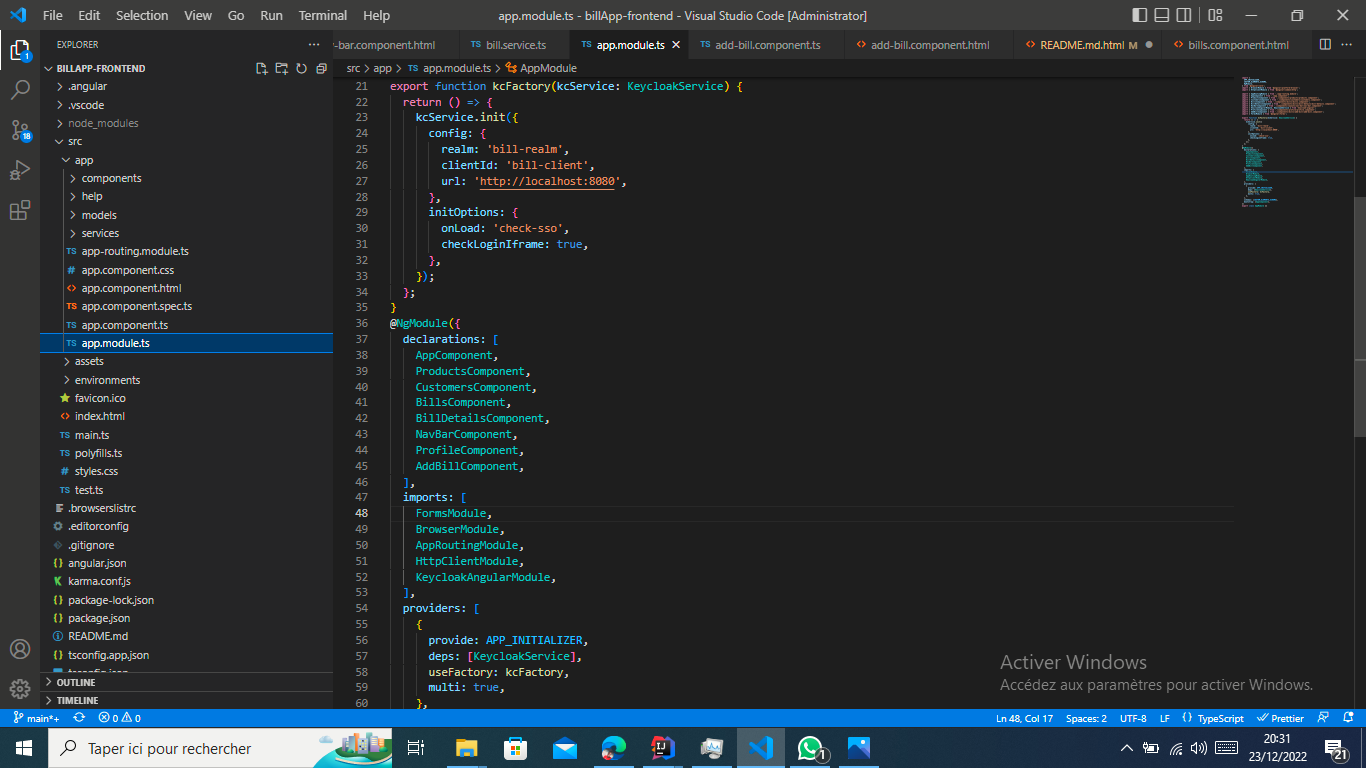 File Edit Selection View Go Run Terminal Help
app.module.ts - billApp-frontend - Visual Studio Code [Administrator]
EXPLORER
-bar.component.html
bill.service.ts
app.module.ts
add-bill.component.ts
add-bill.component.html
README.md.html M
bills.component.html
BILLAPP-FRONTEND
.angular
.vscode
node_modules
src
app
components
help
models
services
app-routing.module.ts
app.component.css
app.component.html
app.component.spec.ts
app.component.ts
app.module.ts
assets
environments
favicon.ico
index.html
main.ts
polyfills.ts
styles.css
test.ts
.browserslistrc
.editorconfig
.gitignore
angular.json
karma.conf.js
package-lock.json
package.json
README.md
tsconfig.app.json
OUTLINE
TIMELINE
src > app > TS app.module.ts > AppModule
21 export function kcFactory(kcService: KeycloakService) {
22 return () => {
23 kcService.init({
24 config: {
25 realm: 'bill-realm',
26 clientId: 'bill-client',
27 url: 'http://localhost:8080',
28 },
29 initOptions: {
30 onLoad: 'check-sso',
31 checkLoginIframe: true,
32 },
33 });
34 };
35 }
36 @NgModule({
37 declarations: [
38 AppComponent,
39 ProductsComponent,
40 CustomersComponent,
41 BillsComponent,
42 BillDetailsComponent,
43 NavBarComponent,
44 ProfileComponent,
45 AddBillComponent,
46 ],
47 imports: [
48 FormsModule,
49 BrowserModule,
50 AppRoutingModule,
51 HttpClientModule,
52 KeycloakAngularModule,
53 ],
54 providers: [
55 {
56 provide: APP_INITIALIZER,
57 deps: [KeycloakService],
58 useFactory: kcFactory,
59 multi: true,
60 },
Activer Windows
Accédez aux paramètres pour activer Windows.
main*+ 0 0 Ln 48, Col 17 Spaces: 2 UTF-8 LF {} TypeScript Prettier
Taper ici pour rechercher
20:31
23/12/2022
21